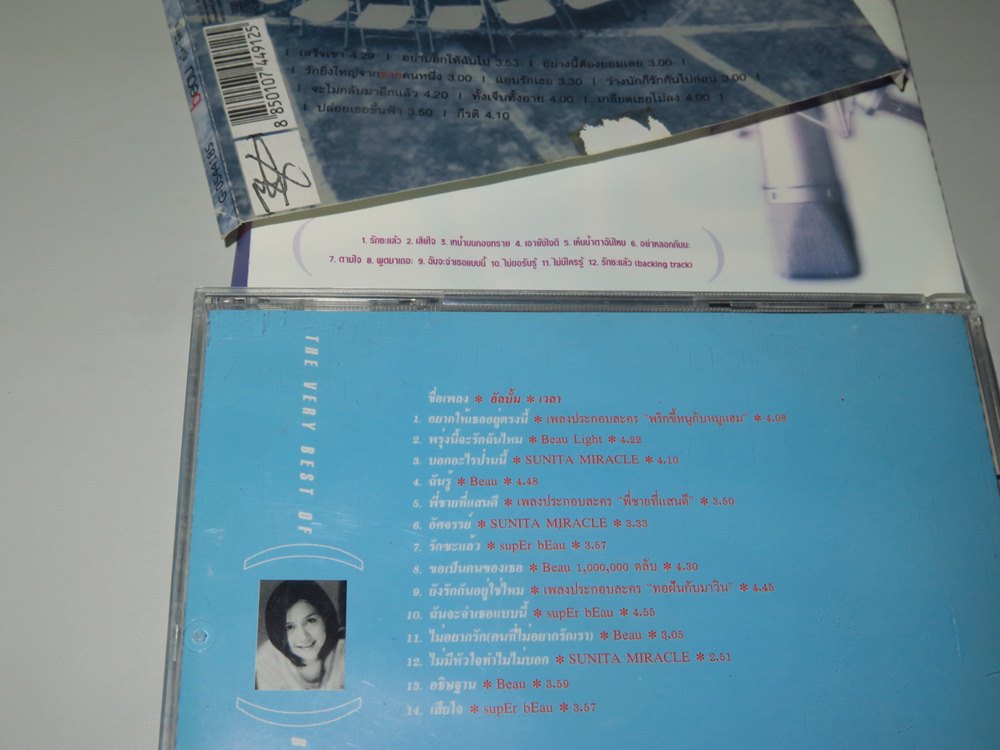 | เสร็จเขา 4.29 | อย่าบอกให้ฉันไป 3.53 | อย่างนี้ต้องยอมเลย 3.00 |
| รักยิ่งใหญ่จากชายคนหนึ่ง 3.00 | แอบรักเธอ 3.30 | ว่างนักก็รักกันไปก่อน 3.00 |
| จะไม่กลับมาอีกแล้ว 4.20 | ทั้งเจ็บทั้งอาย 4.00 | เกลียดเธอไม่ลง 4.00 |
| ปล่อยเธอขึ้นฟ้า 3.50 | กีรติ 4.10
8 850107 449125
G-0544185
1. รักซะแล้ว 2. เสียใจ 3. เทน้ำบนกองทราย 4. เอายังไงดี 5. เห็นน้ำตาฉันไหม 6. อย่าหลอกกันนะ
7. ตามใจ 8. พูดมาเถอะ 9. ฉันจะจำเธอแบบนี้ 10. ไม่ขอรับรู้ 11. ไม่มีใครรู้ 12. รักซะแล้ว (backing track)
THE VERY BEST OF
ชื่อเพลง * อัลบั้ม * เวลา
1. อยากให้เธออยู่ตรงนี้ * เพลงประกอบละคร "พริกขี้หนูกับหมูแฮม" * 4.08
2. พรุ่งนี้จะรักฉันไหม * Beau Light * 4.22
3. บอกอะไรป่านนี้ * SUNITA MIRACLE * 4.10
4. ฉันรู้ * Beau * 4.48
5. พี่ชายที่แสนดี * เพลงประกอบละคร "พี่ชายที่แสนดี" * 3.50
6. อัศจรรย์ * SUNITA MIRACLE * 3.33
7. รักซะแล้ว * supEr bEau * 3.57
8. ขอเป็นคนของเธอ * Beau 1,000,000 ตลับ * 4.30
9. ยังรักกันอยู่ใช่ไหม * เพลงประกอบละคร "ทอฝันกับมาวิน" * 4.45
10. ฉันจะจำเธอแบบนี้ * supEr bEau * 4.55
11. ไม่อยากรัก(คนที่ไม่อยากรักเรา) * Beau * 3.05
12. ไม่มีหัวใจทำไมไม่บอก * SUNITA MIRACLE * 2.51
13. อธิษฐาน * Beau * 3.59
14. เสียใจ * supEr bEau * 3.57